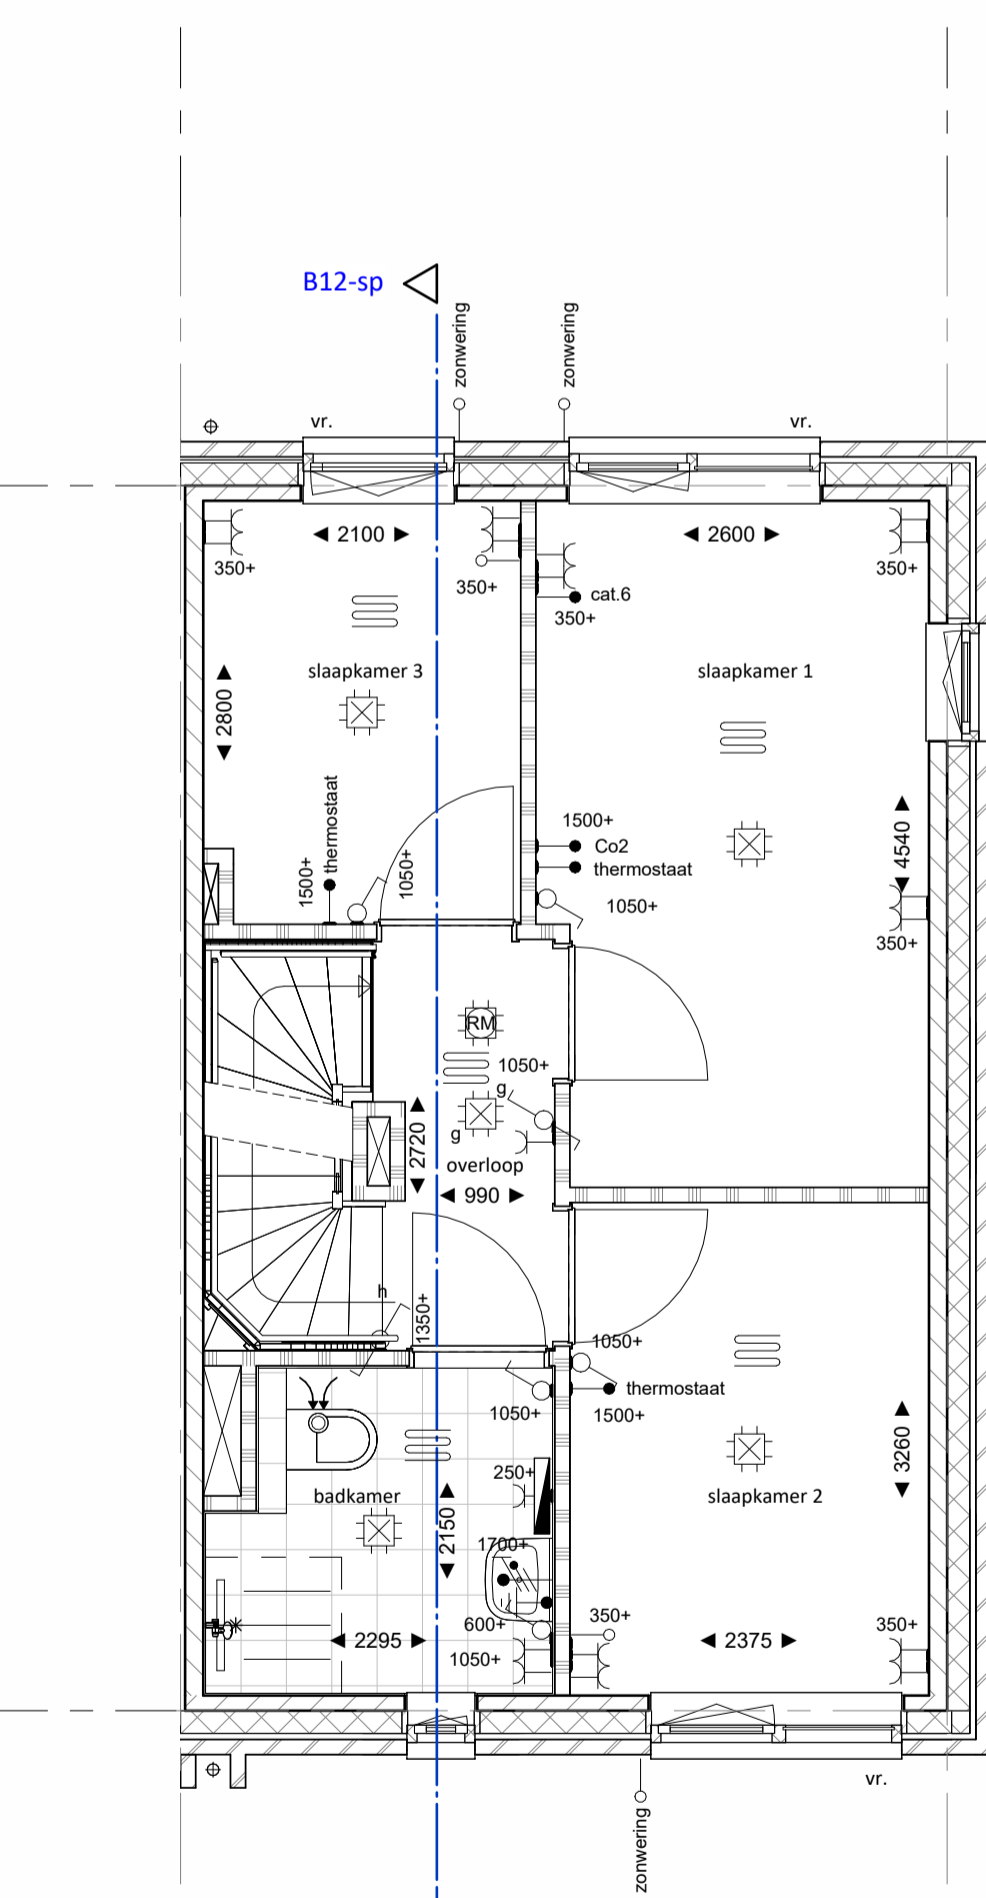 B12-sp
zonwering
zonwering
vr.
vr.
2100
2600
350+
350+
350+
cat.6
350+
slaapkamer 3
slaapkamer 1
2800
thermostaat
1500+
1050+
1500+
Co2
thermostaat
4540
1050+
350+
RM
1050+
g
g
2720
overloop
990
h
1350+
1050+
thermostaat
1500+
1050+
250+
badkamer
2150
3260
slaapkamer 2
1700+
600+
350+
350+
2295
1050+
2375
vr.
zonwering